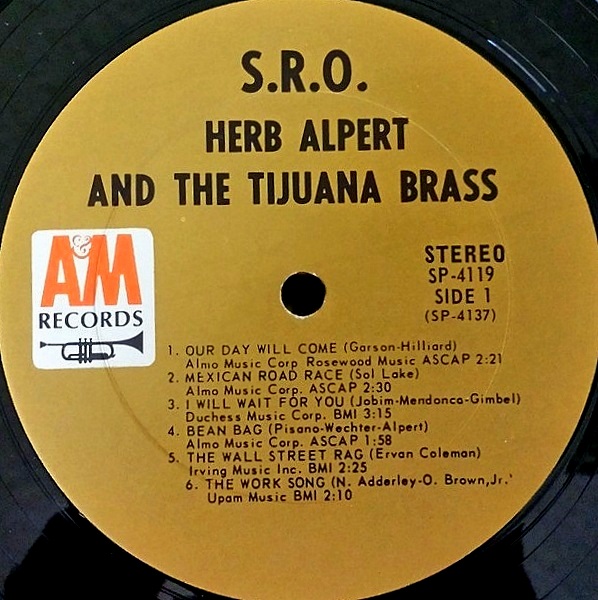 S.R.O.
HERB ALPERT
AND THE TIJUANA BRASS
A&M
RECORDS
STEREO
SP-4119
SIDE 1
(SP-4137)
1. OUR DAY WILL COME (Garson-Hilliard)
Almo Music Corp Rosewood Music ASCAP 2:21
2. MEXICAN ROAD RACE (Sol Lake)
Almo Music Corp. ASCAP 2:30
3. I WILL WAIT FOR YOU (Jobim-Mendonca-Gimbel)
Duchess Music Corp. BMI 3:15
4. BEAN BAG (Pisano-Wechter-Alpert)
Almo Music Corp. ASCAP 1:58
5. THE WALL STREET RAG (Ervan Coleman)
Irving Music Inc. BMI 2:25
6. THE WORK SONG (N. Adderley-O. Brown,Jr.'
Upam Music BMI 2:10